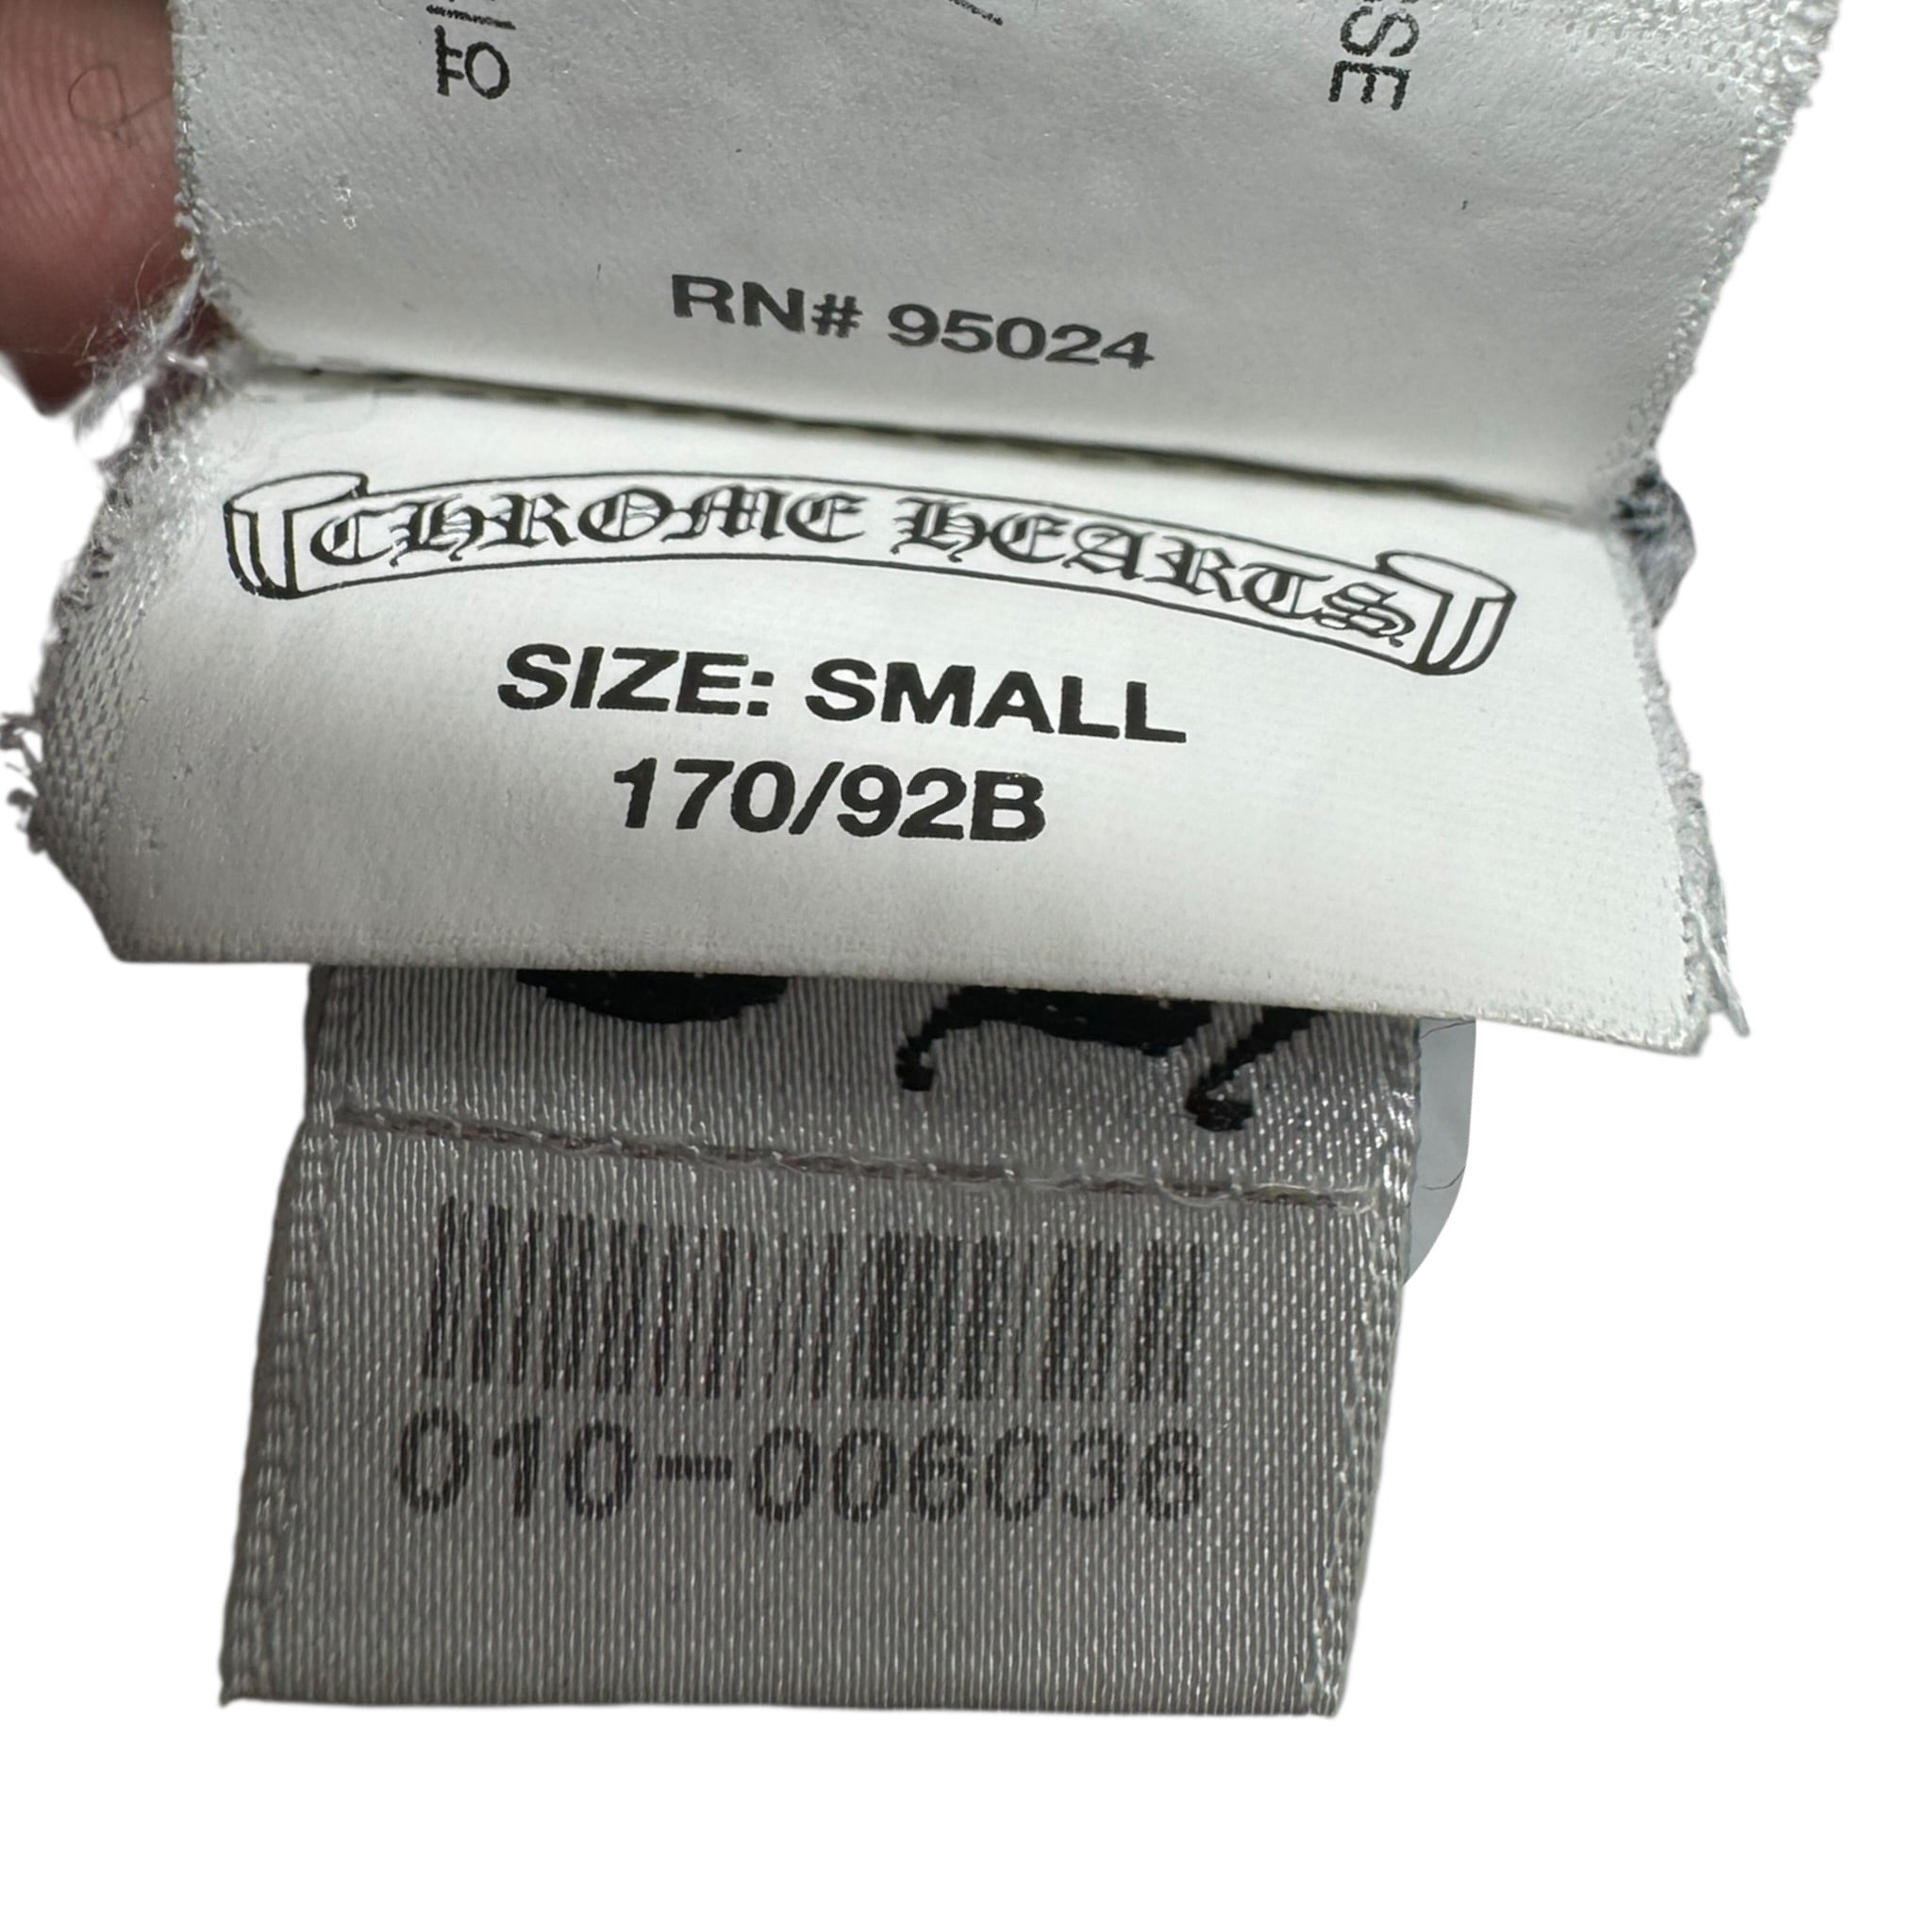 RN# 95024
CHROME HEARTS
SIZE: SMALL
170/92B
010-006036